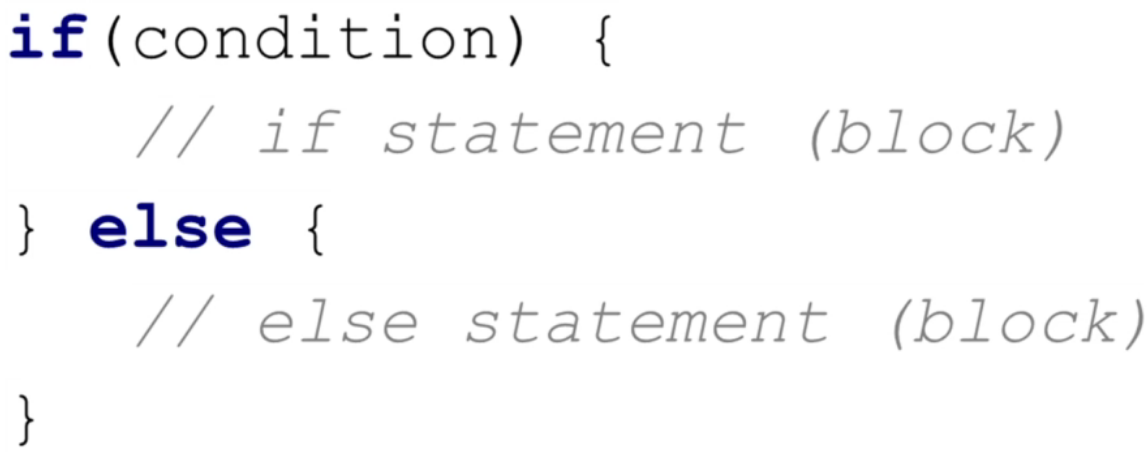 if(condition) {
    // if statement (block)
} else {
    // else statement (block)
}